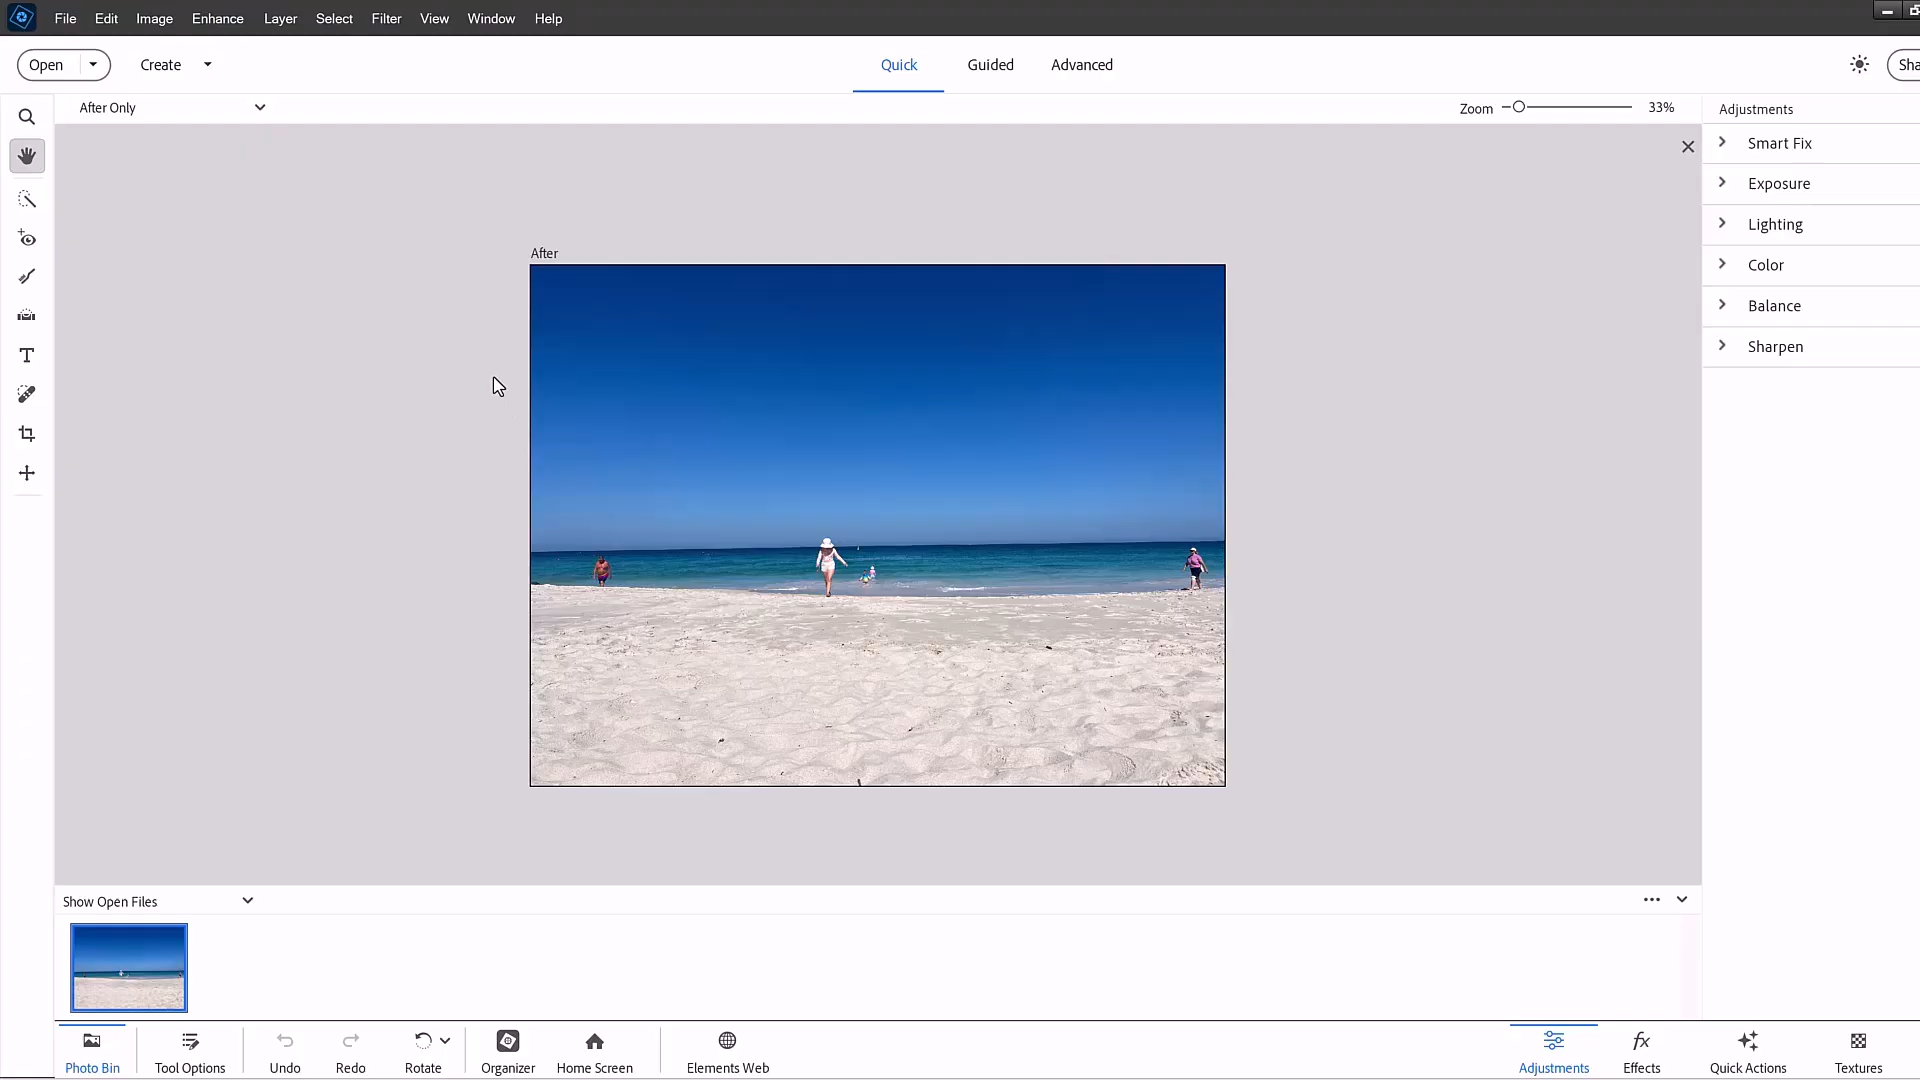 File Edit Image Enhance Layer Select Filter View Window Help
Open Create Quick Guided Advanced Sha
After Only Zoom 33% Adjustments
Smart Fix
Exposure
Lighting
Color
Balance
Sharpen
After
Show Open Files
Photo Bin Tool Options Undo Redo Rotate Organizer Home Screen Elements Web Adjustments Effects Quick Actions Textures